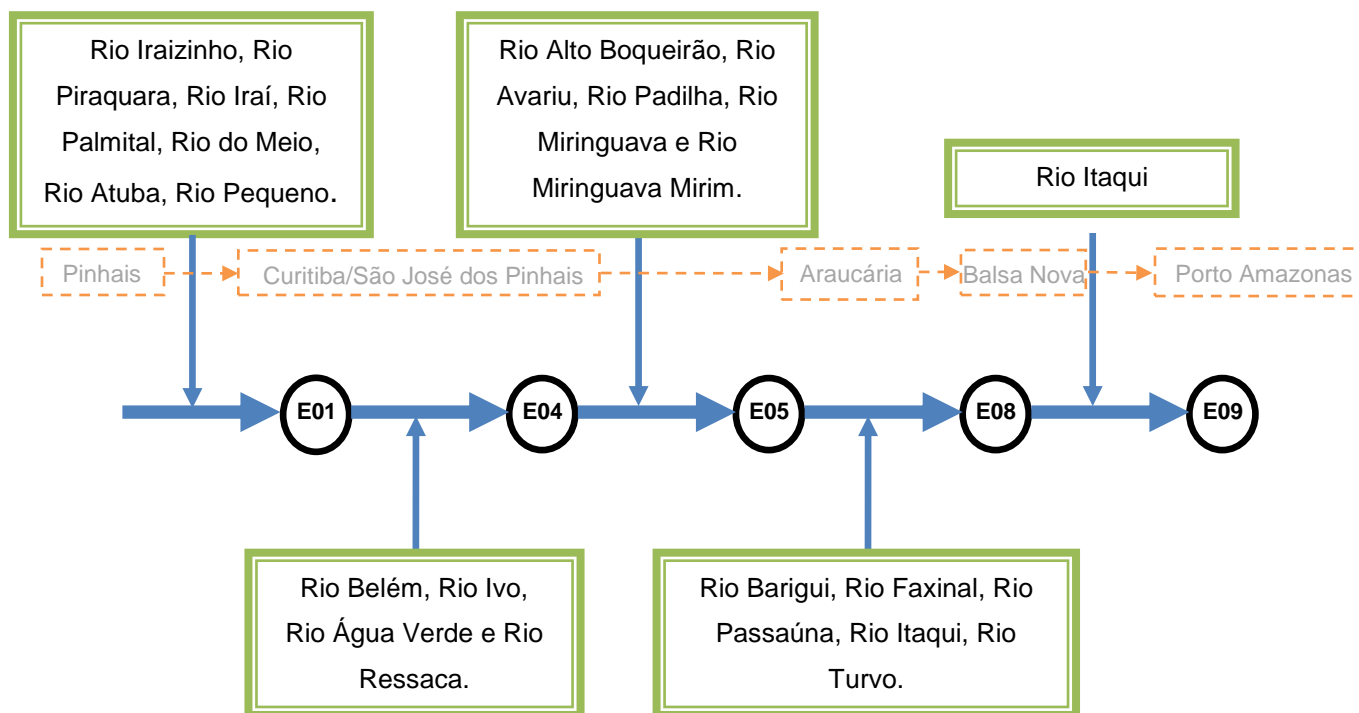 Rio Iraizinho, Rio
Piraquara, Rio Iraí, Rio
Palmital, Rio do Meio,
Rio Atuba, Rio Pequeno.
Rio Alto Boqueirão, Rio
Avariu, Rio Padilha, Rio
Miringuava e Rio
Miringuava Mirim.
Rio Itaqui
Pinhais
Curitiba/São José dos Pinhais
Araucária
Balsa Nova
Porto Amazonas
E01
E04
E05
E08
E09
Rio Belém, Rio Ivo,
Rio Água Verde e Rio
Ressaca.
Rio Barigui, Rio Faxinal, Rio
Passaúna, Rio Itaqui, Rio
Turvo.